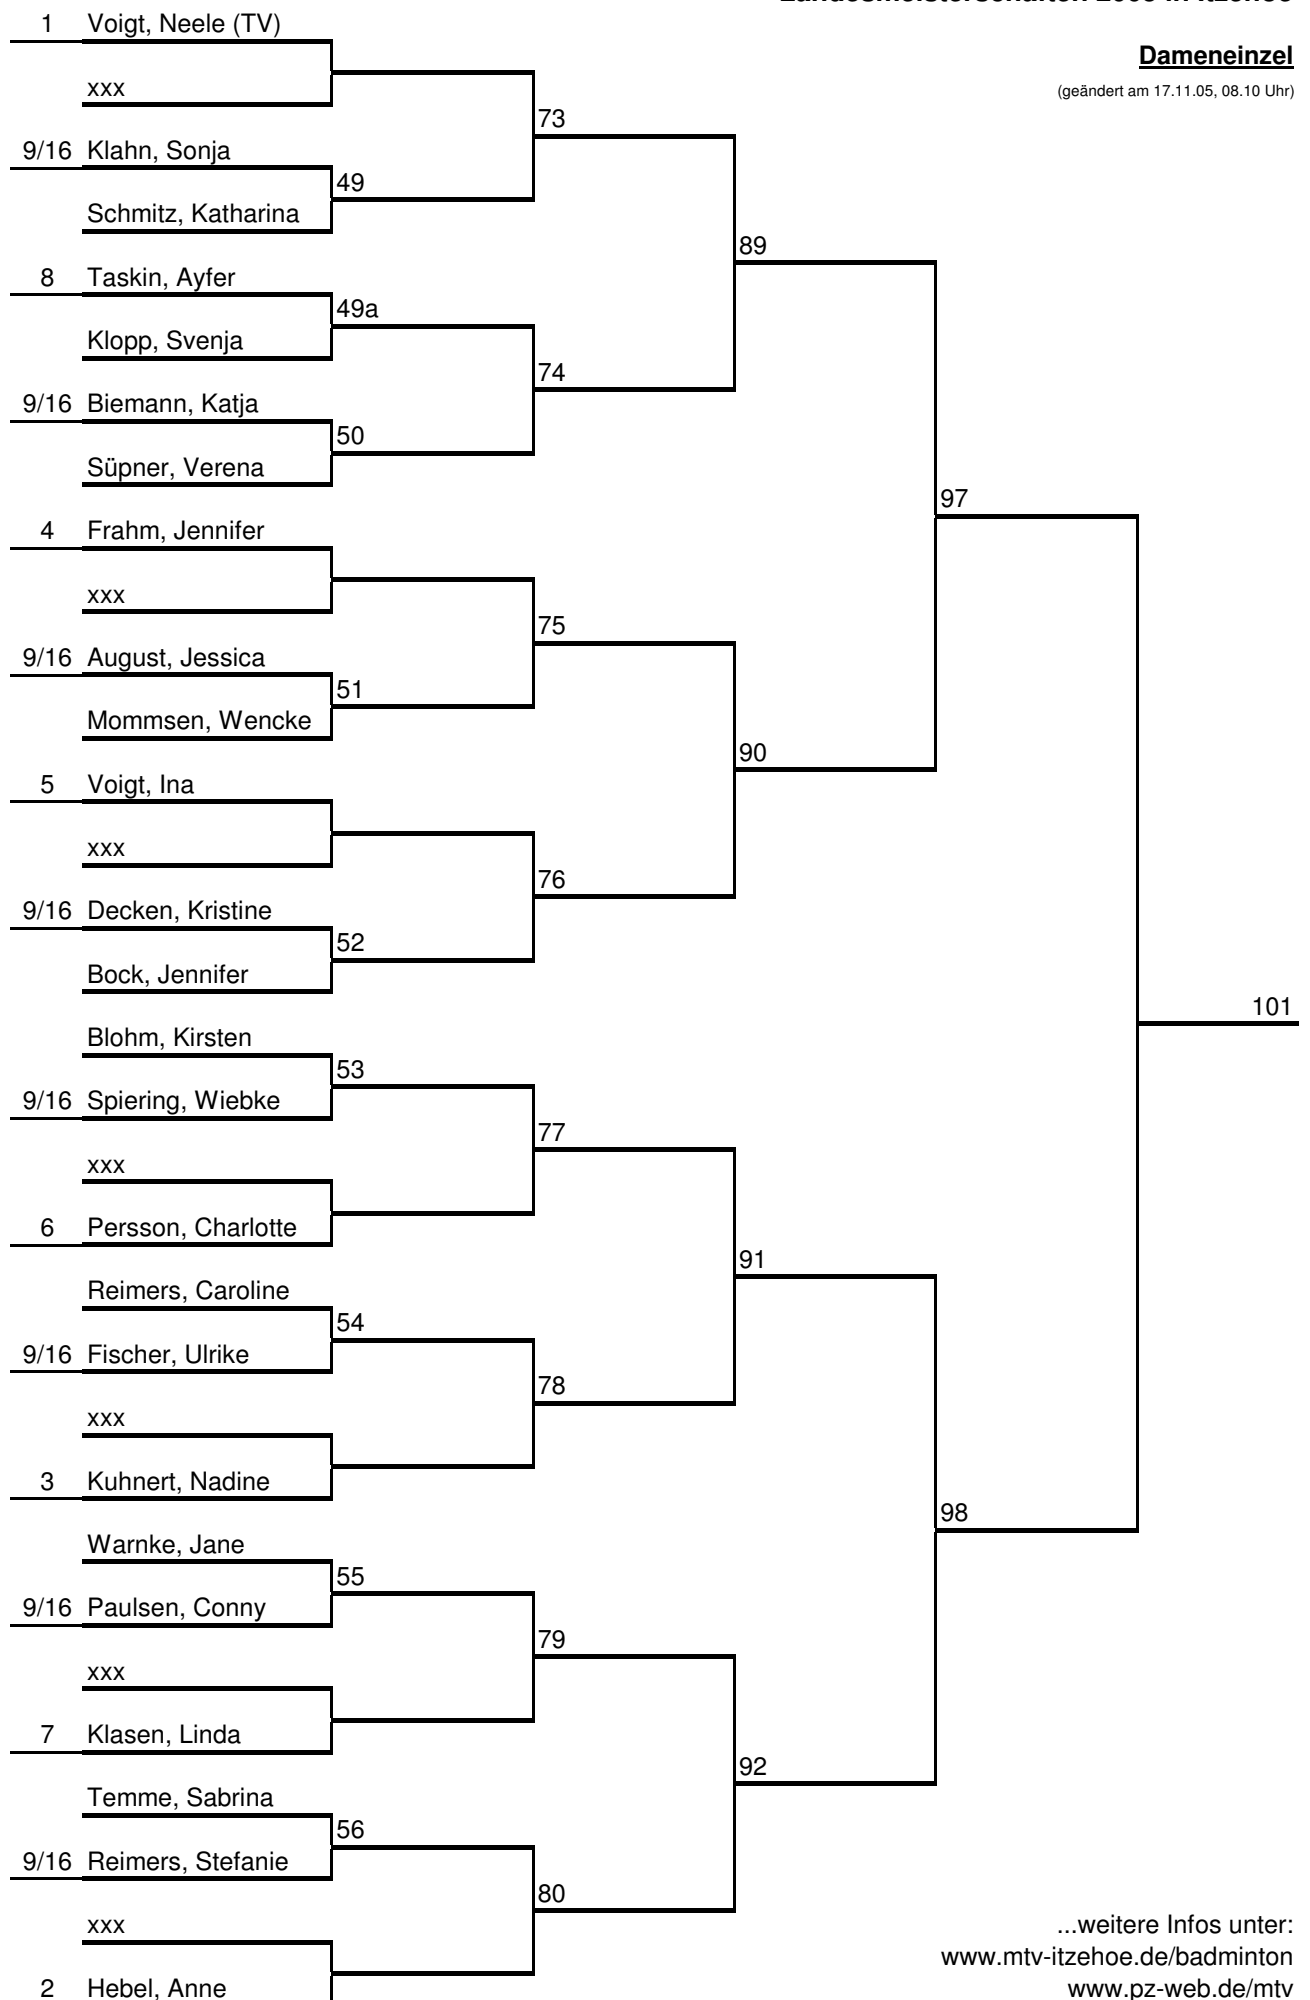 Landesmeisterschaften 2005 in Itzehoe
Dameneinzel
(geändert am 17.11.05, 08.10 Uhr)
1 Voigt, Neele (TV)
xxx
73
9/16 Klahn, Sonja
49
Schmitz, Katharina
89
8 Taskin, Ayfer
49a
Klopp, Svenja
74
9/16 Biemann, Katja
50
Süpner, Verena
97
4 Frahm, Jennifer
xxx
75
9/16 August, Jessica
51
Mommsen, Wencke
90
5 Voigt, Ina
xxx
76
9/16 Decken, Kristine
52
Bock, Jennifer
101
Blohm, Kirsten
53
9/16 Spiering, Wiebke
77
xxx
6 Persson, Charlotte
91
Reimers, Caroline
54
9/16 Fischer, Ulrike
78
xxx
3 Kuhnert, Nadine
98
Warnke, Jane
55
9/16 Paulsen, Conny
79
xxx
7 Klasen, Linda
92
Temme, Sabrina
56
9/16 Reimers, Stefanie
80
xxx
2 Hebel, Anne
...weitere Infos unter:
www.mtv-itzehoe.de/badminton
www.pz-web.de/mtv